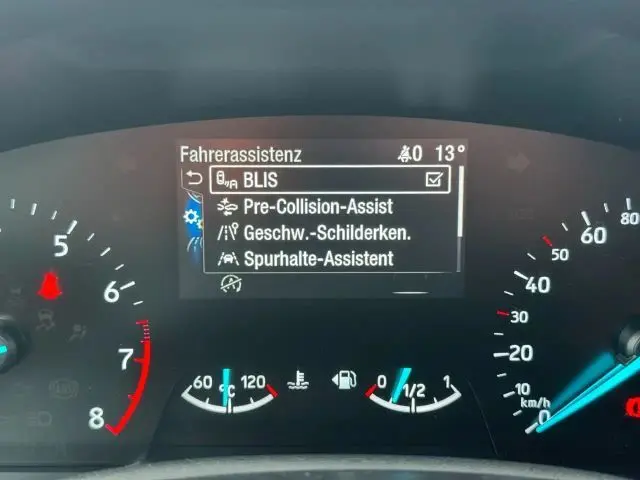 Fahrerassistenz 0 13°
BLIS
Pre-Collision-Assist
Geschw.-Schilderken.
Spurhalte-Assistent
5
6
7
8
60 °C 120
0 1/2 1
0
10
20
30
40
50
60
80
km/h